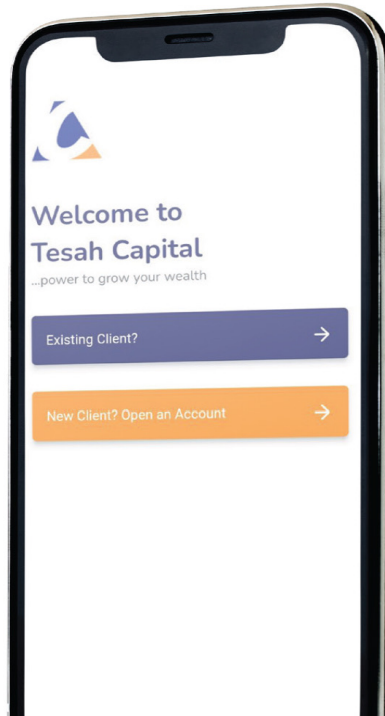 Welcome to
Tesah Capital
...power to grow your wealth
Existing Client?
New Client? Open an Account